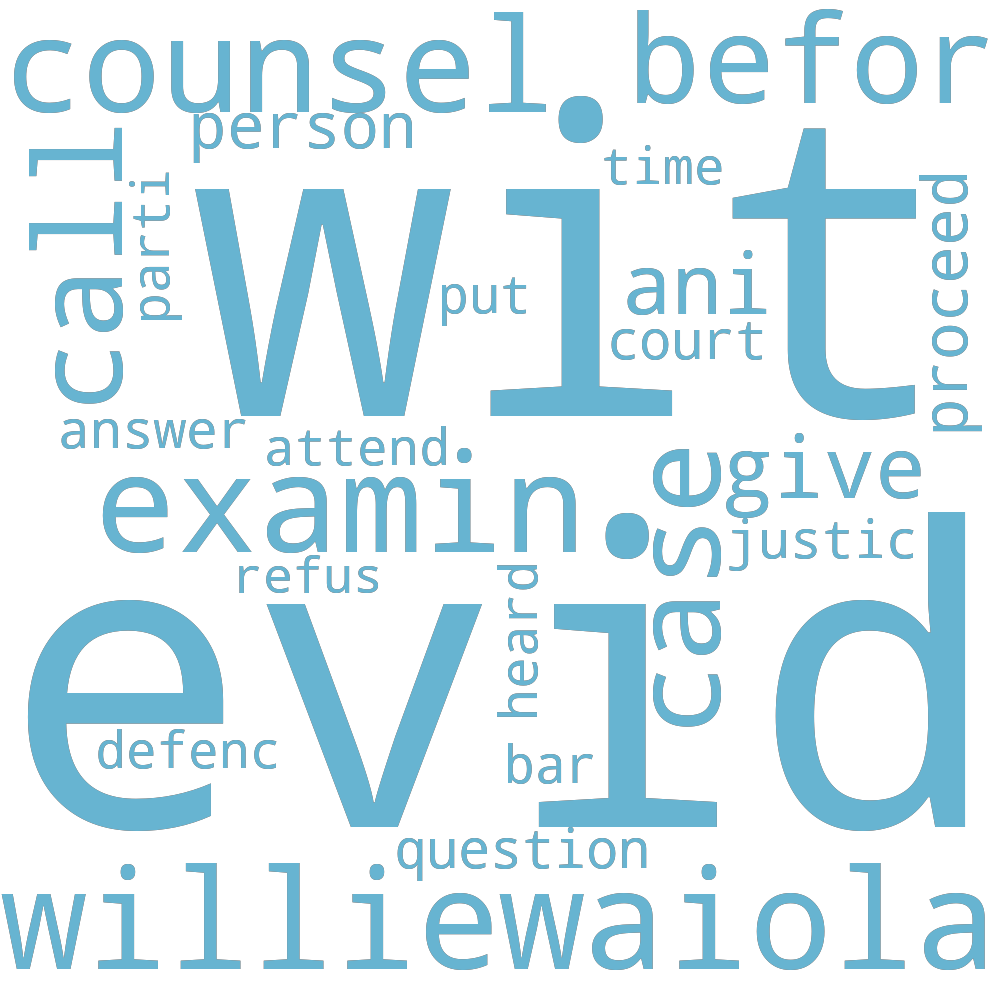 counsel befor
person
time
call
parti
wit
proceed
put
ani
court
answer
attend
examin
case
give
justic
refus
heard
evid
defenc
bar
question
williewaiola